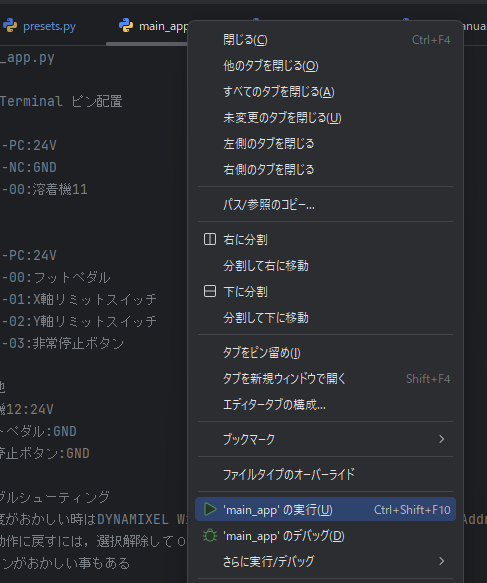 presets.py
main_app
anua
_app.py
閉じる(C) Ctrl+F4
他のタブを閉じる(O)
すべてのタブを閉じる(A)
未変更のタブを閉じる(U)
左側のタブを閉じる
右側のタブを閉じる
パス/参照のコピー...
右に分割
分割して右に移動
下に分割
分割して下に移動
タブをピン留め(I)
タブを新規ウィンドウで開く Shift+F4
エディタータブの構成...
ブックマーク
ファイルタイプのオーバーライド
'main_app' の実行(U) Ctrl+Shift+F10
'main_app' のデバッグ(D)
さらに実行/デバッグ
Terminal ピン配置
-PC:24V
-NC:GND
-00:溶着機11
-PC:24V
-00:フットペダル
-01:X軸リミットスイッチ
-02:Y軸リミットスイッチ
-03:非常停止ボタン
他
機12:24V
トペダル:GND
停止ボタン:GND
ブルシューティング
度がおかしい時はDYNAMIXEL Wi
Addr
動作に戻すには，選択解除して
ンがおかしい事もある